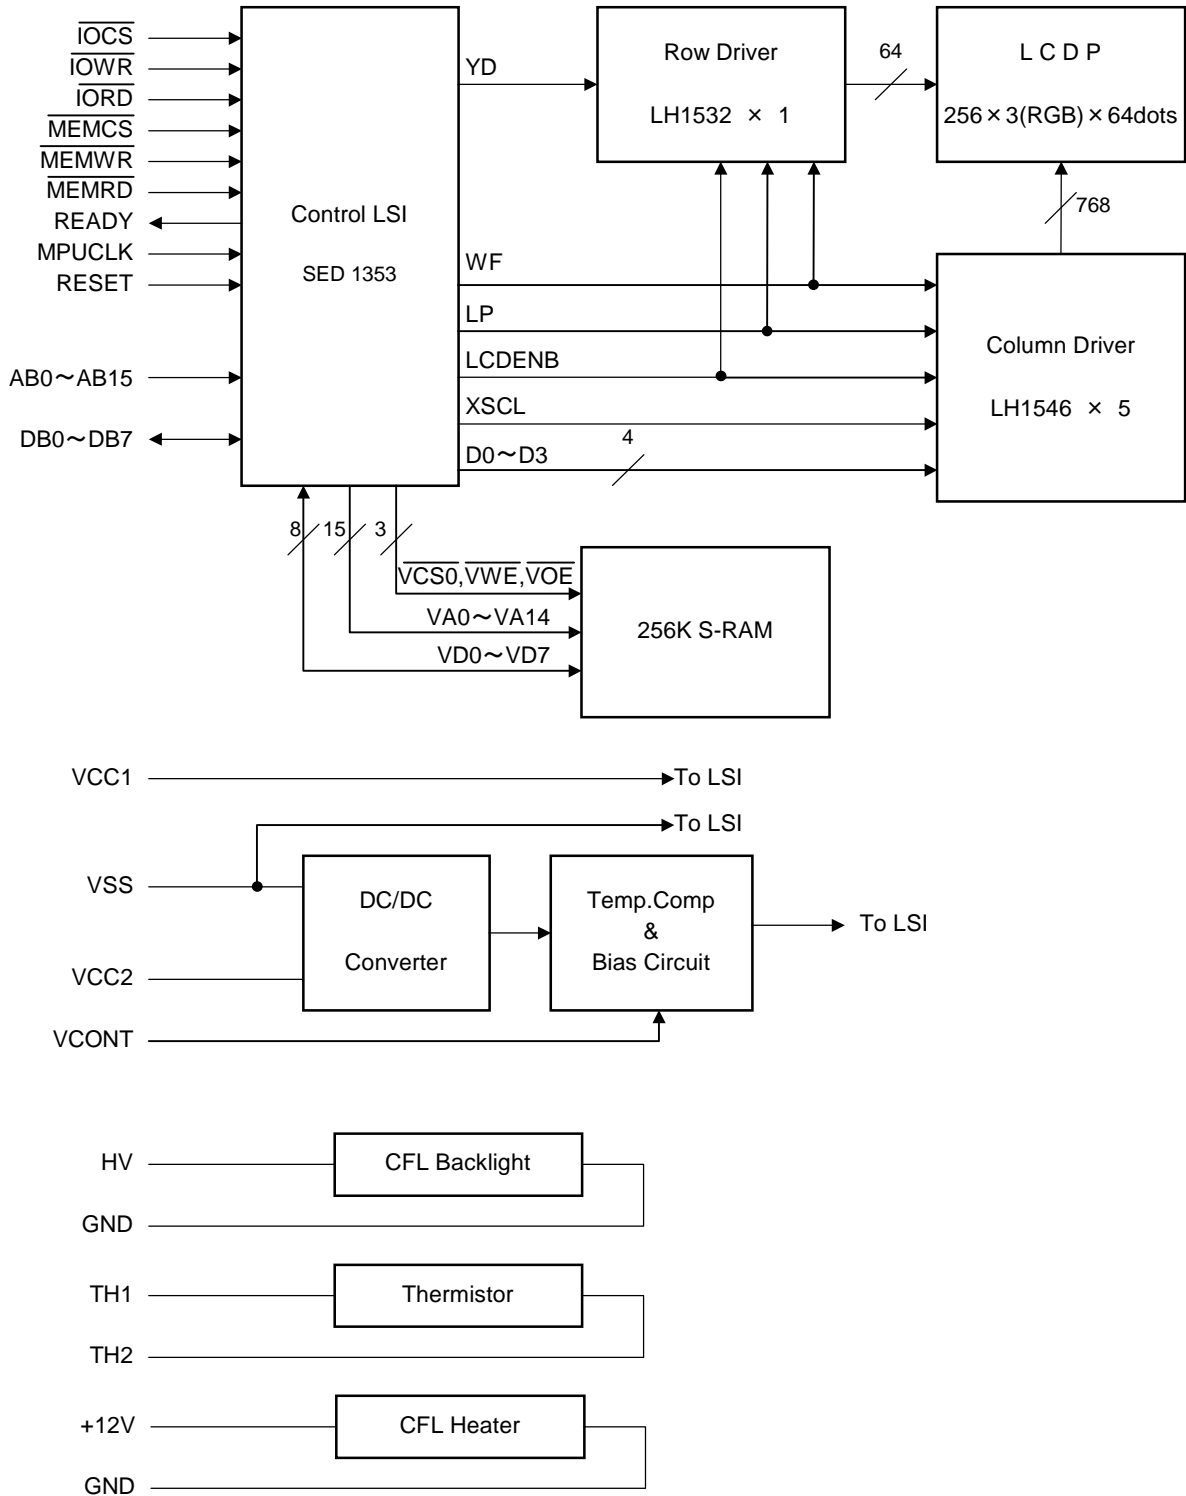 IOCS
IOWR
IORD
MEMCS
MEMWR
MEMRD
READY
MPUCLK
RESET
AB0～AB15
DB0～DB7
Control LSI
SED 1353
YD
WF
LP
LCDENB
XSCL
D0～D3
4
Row Driver
LH1532 × 1
64
L C D P
256×3(RGB)×64dots
768
Column Driver
LH1546 × 5
8
15
3
VCS0,VWE,VOE
VA0～VA14
VD0～VD7
256K S-RAM
VCC1
To LSI
To LSI
VSS
VCC2
VCONT
DC/DC
Converter
Temp.Comp
&
Bias Circuit
To LSI
HV
CFL Backlight
GND
TH1
Thermistor
TH2
+12V
CFL Heater
GND